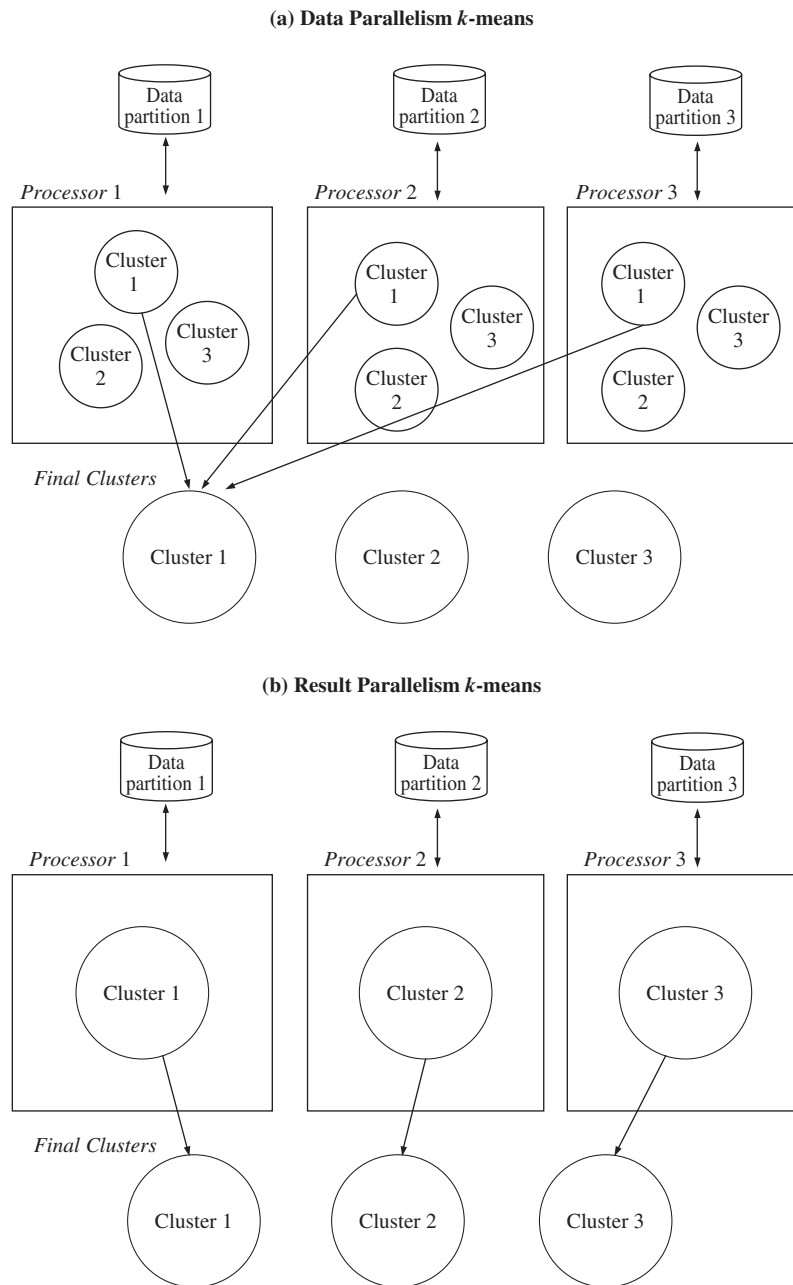 (a) Data Parallelism k-means
Data
partition 1
Data
partition 2
Data
partition 3
Processor 1
Processor 2
Processor 3
Cluster
1
Cluster
2
Cluster
3
Cluster
1
Cluster
3
Cluster
2
Cluster
1
Cluster
3
Cluster
2
Final Clusters
Cluster 1
Cluster 2
Cluster 3
(b) Result Parallelism k-means
Data
partition 1
Data
partition 2
Data
partition 3
Processor 1
Processor 2
Processor 3
Cluster 1
Cluster 2
Cluster 3
Final Clusters
Cluster 1
Cluster 2
Cluster 3